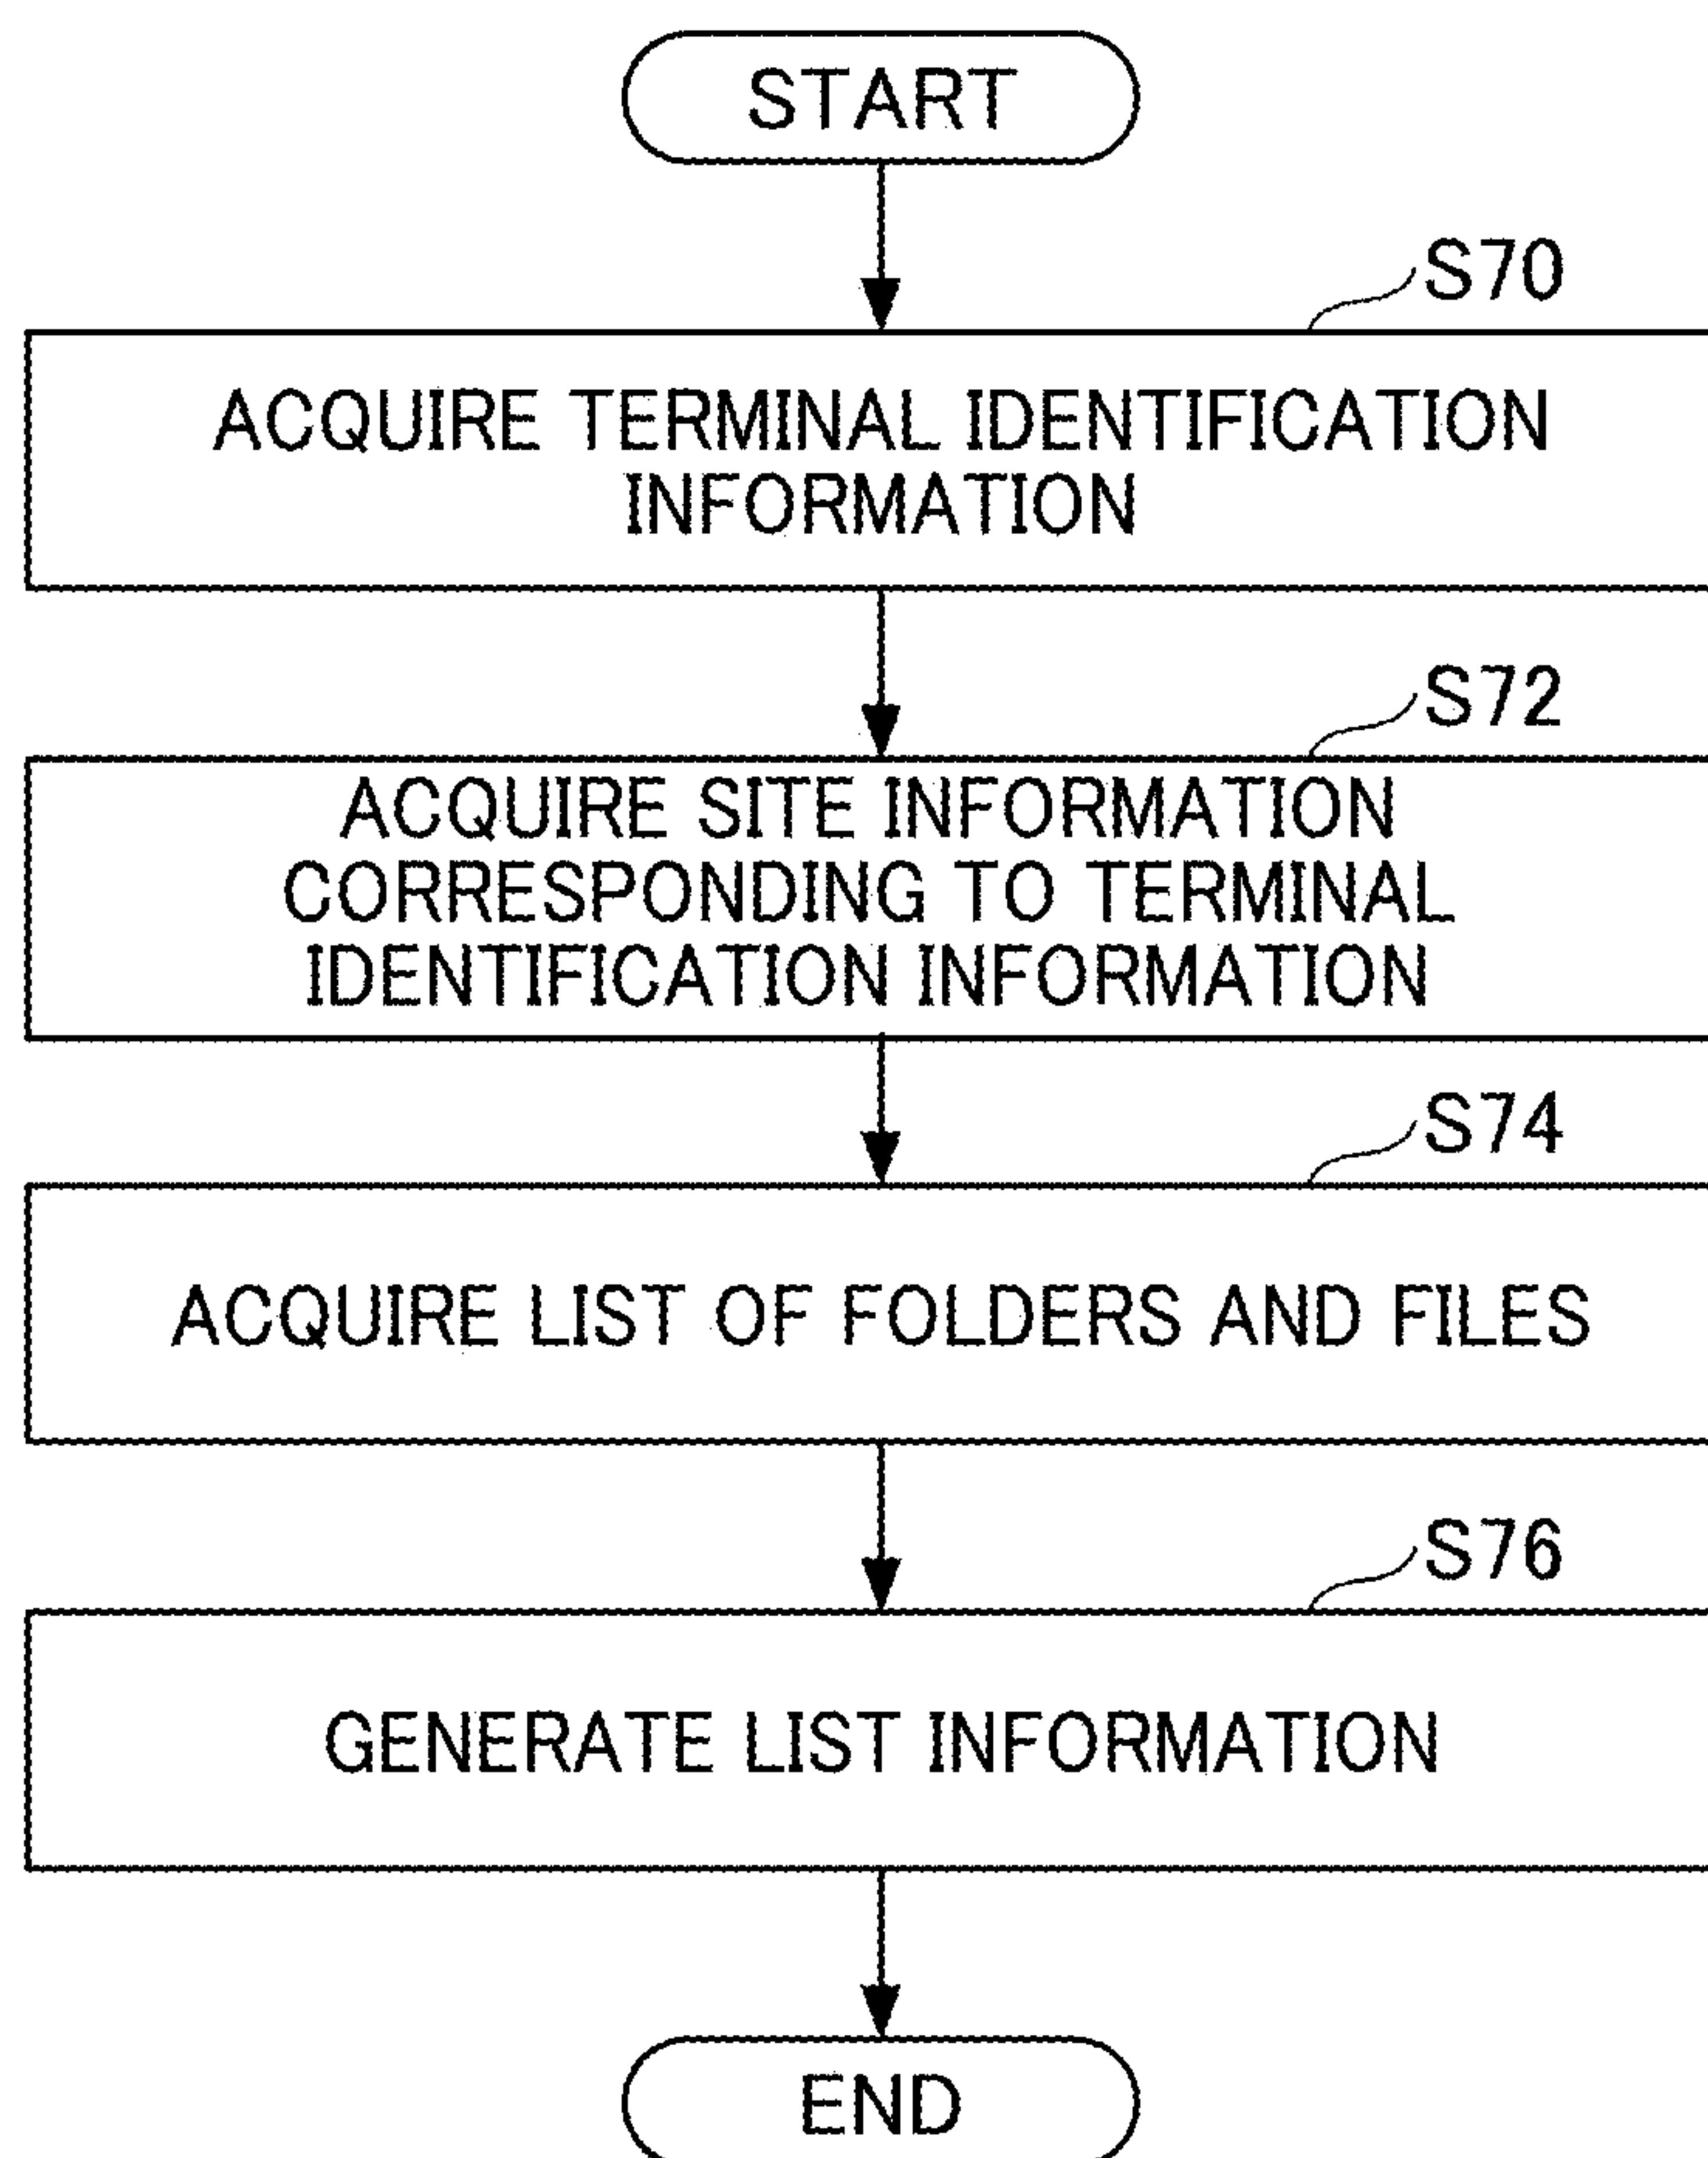 START
S70
ACQUIRE TERMINAL IDENTIFICATION
INFORMATION
S72
ACQUIRE SITE INFORMATION
CORRESPONDING TO TERMINAL
IDENTIFICATION INFORMATION
S74
ACQUIRE LIST OF FOLDERS AND FILES
S76
GENERATE LIST INFORMATION
END